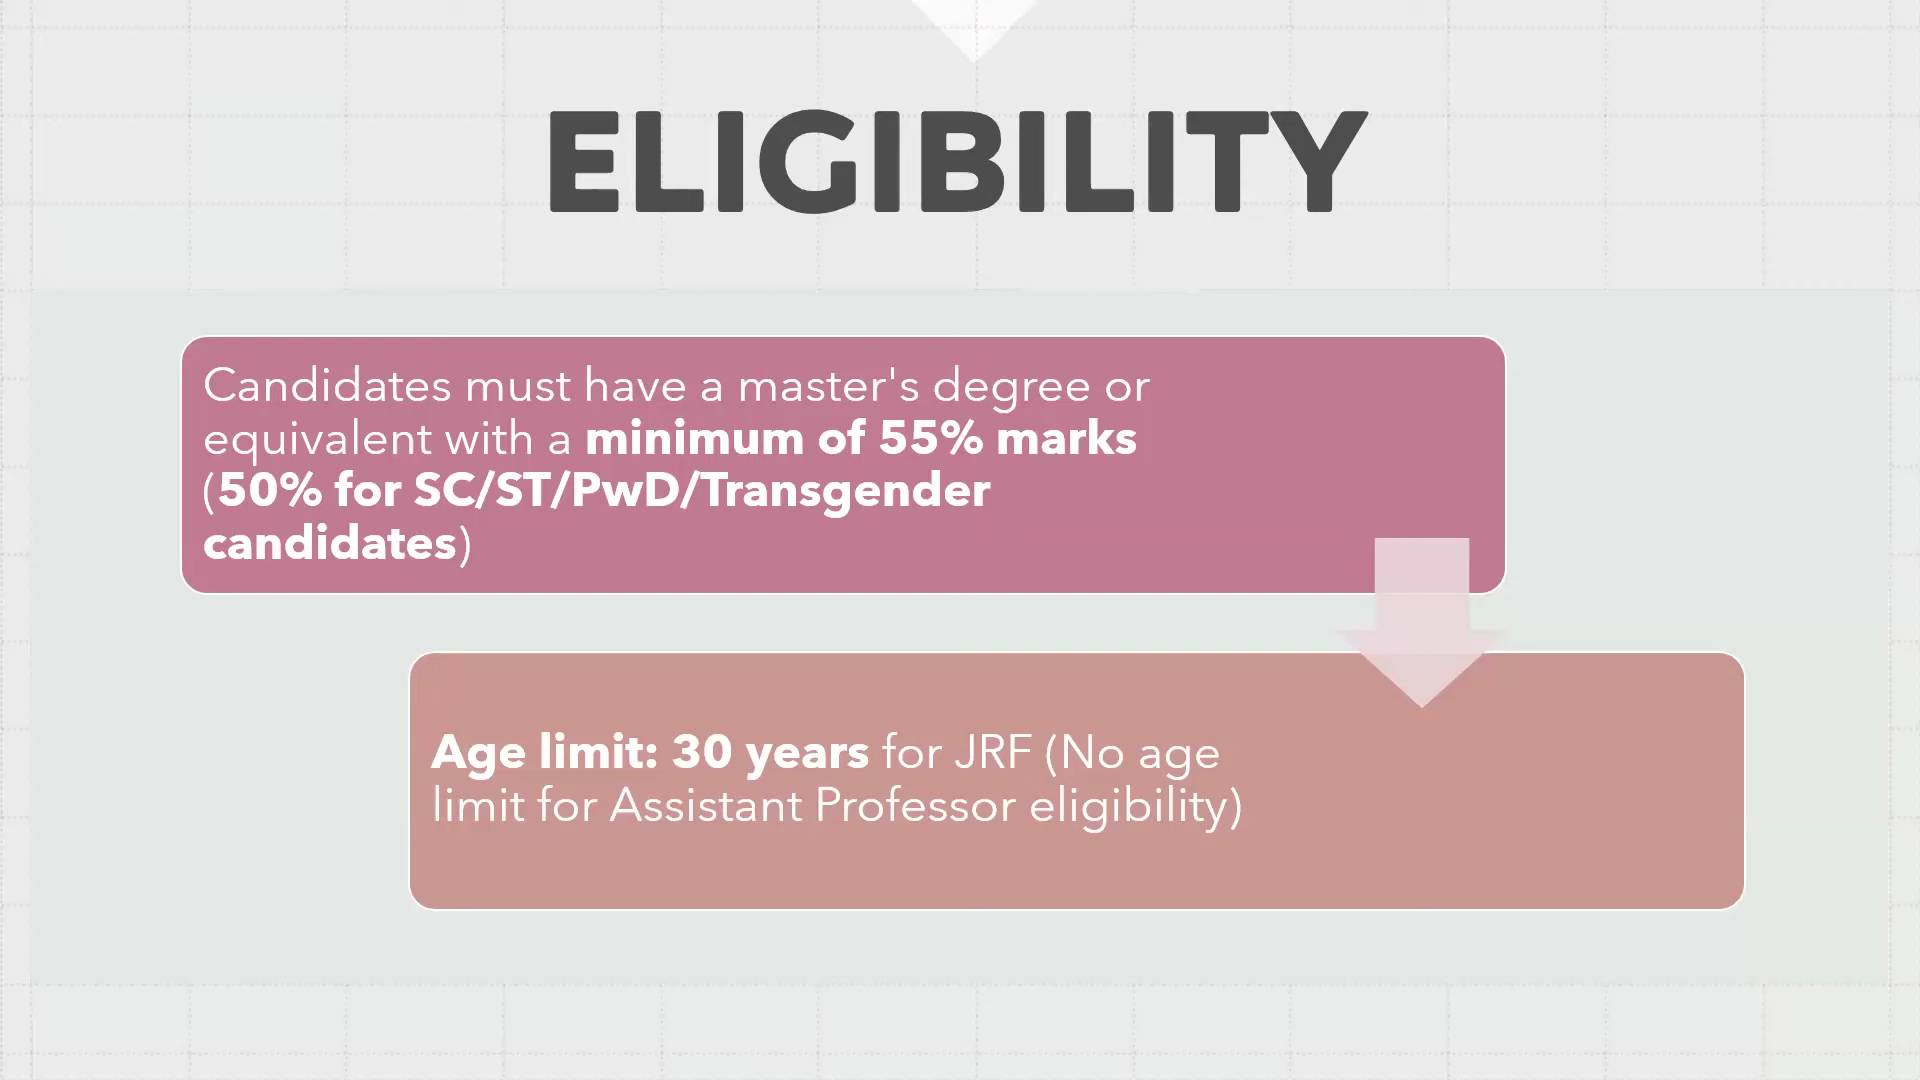 ELIGIBILITY
Candidates must have a master's degree or
equivalent with a minimum of 55% marks
(50% for SC/ST/PwD/Transgender
candidates)
Age limit: 30 years for JRF (No age
limit for Assistant Professor eligibility)